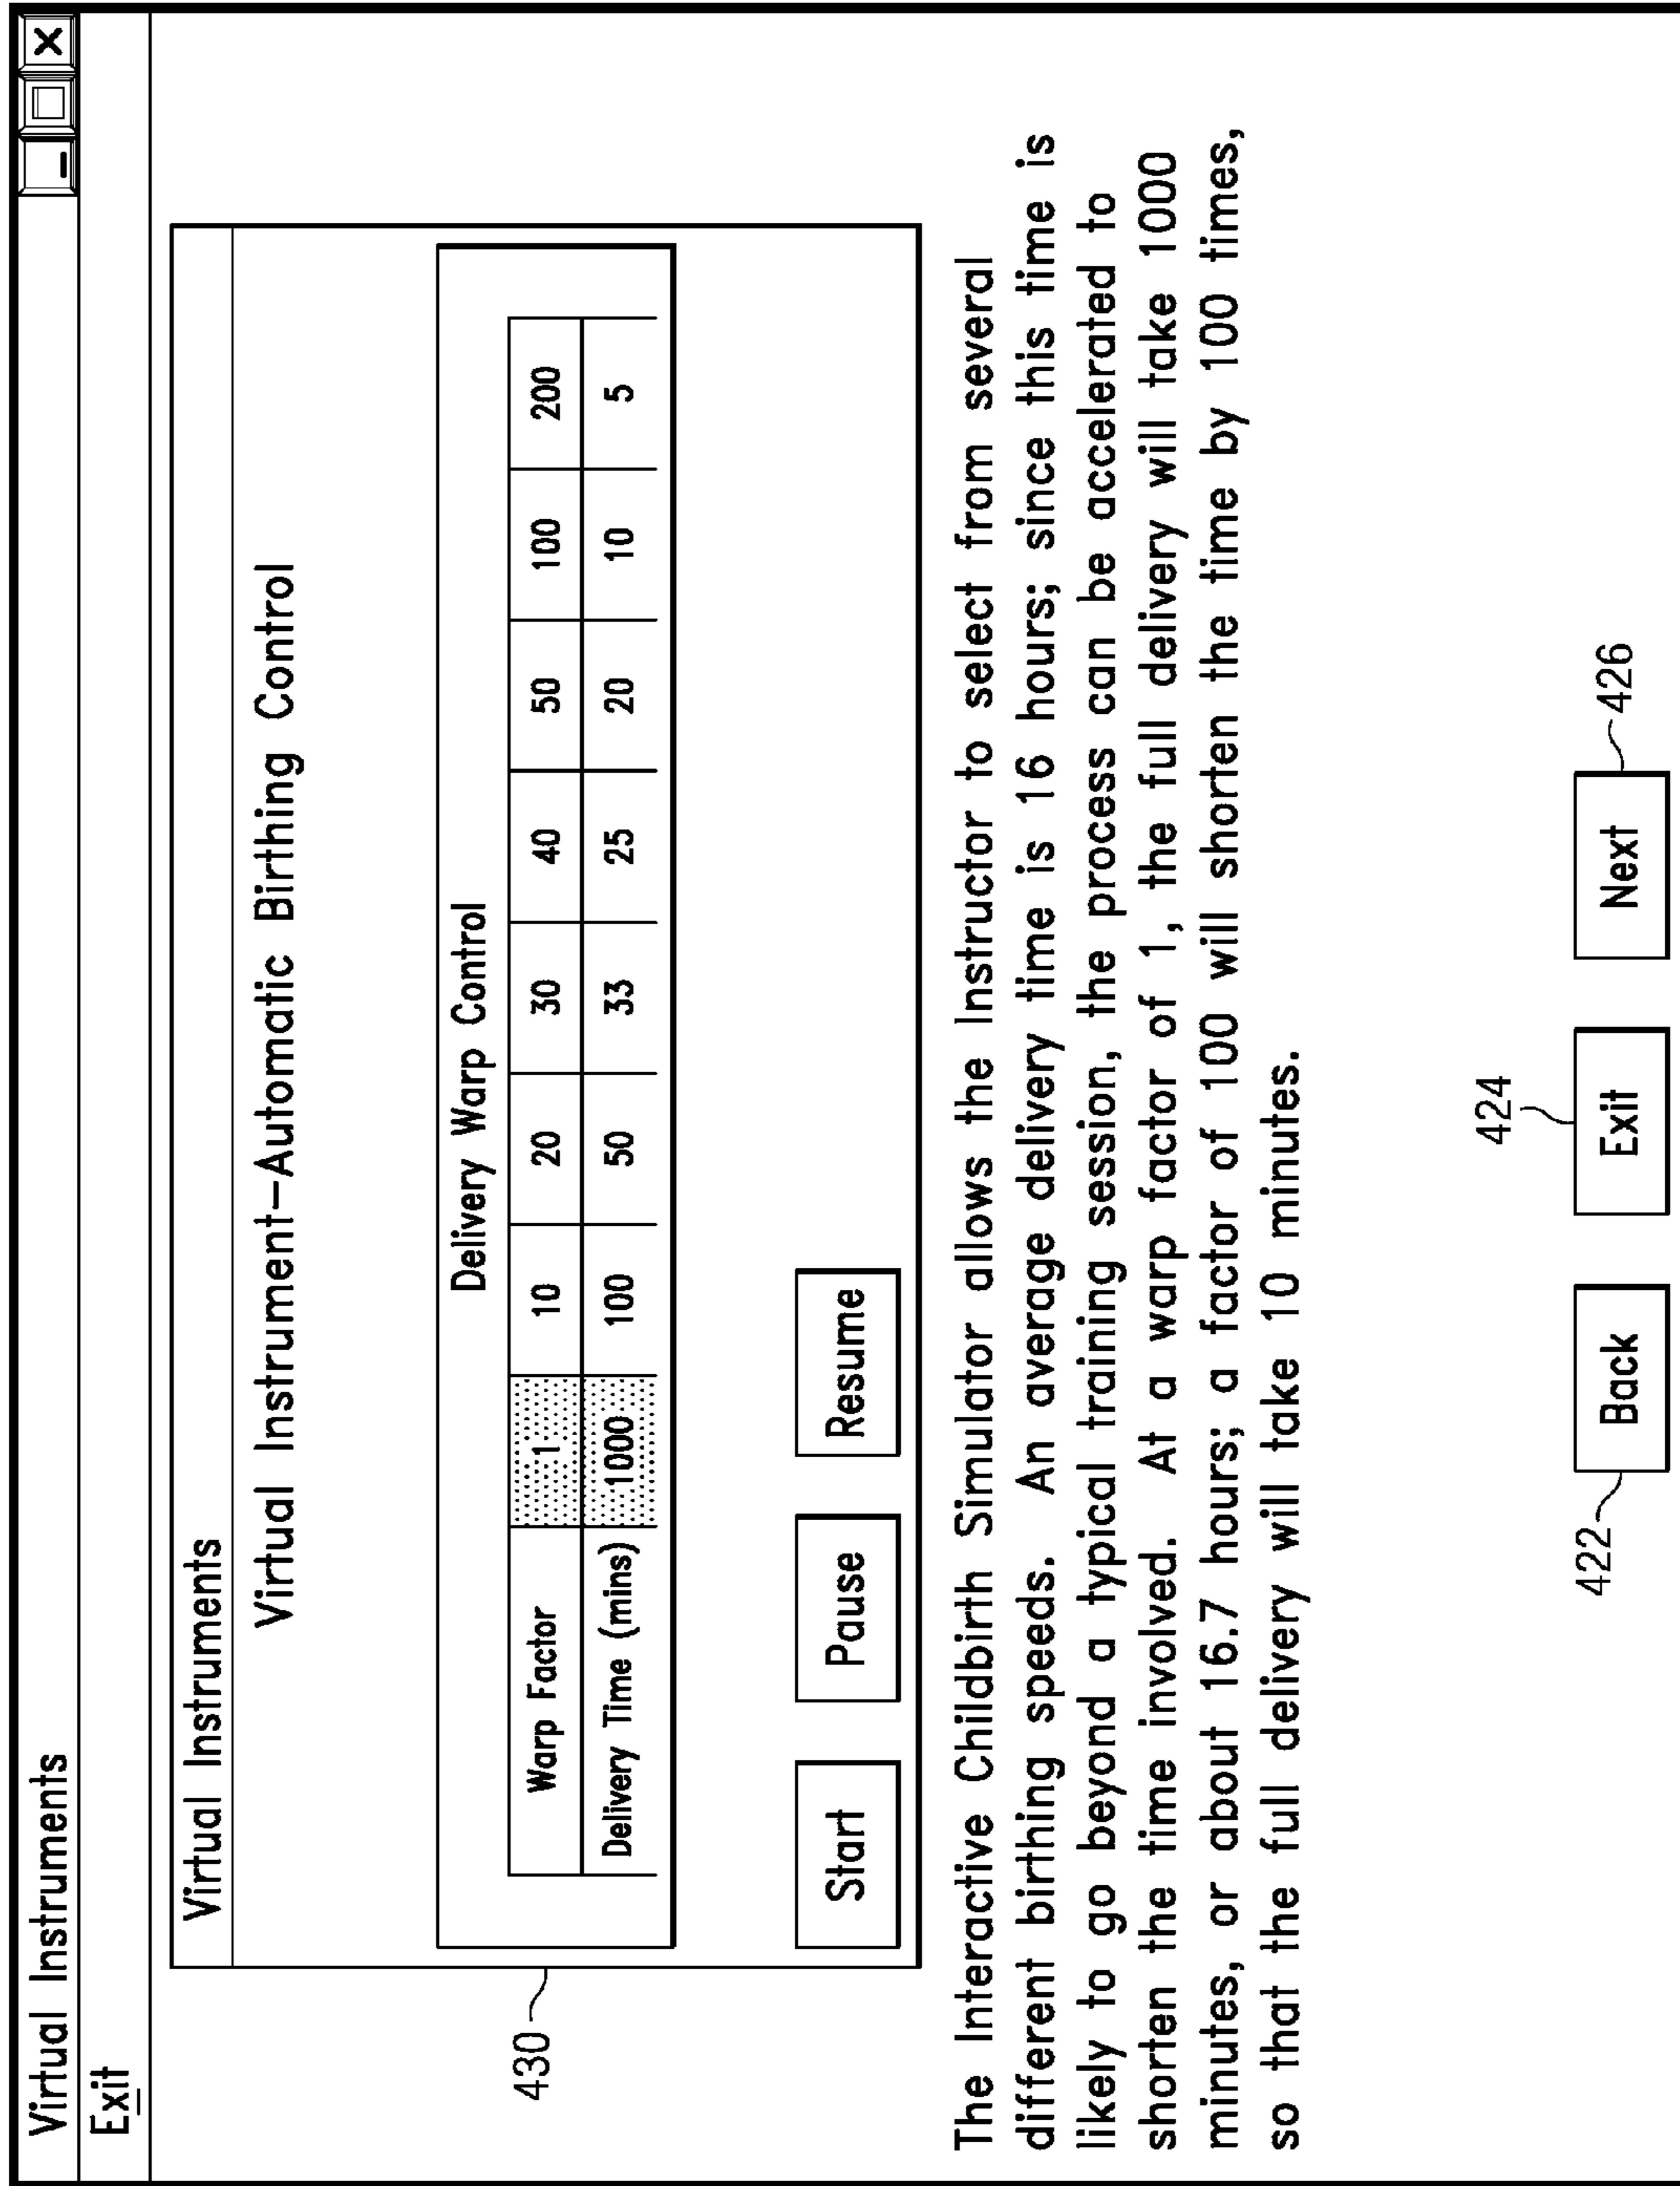 Virtual Instruments
Exit
Virtual Instruments
Virtual Instrument–Automatic Birthing Control
Delivery Warp Control
Warp Factor 1 10 20 30 40 50 100 200
Delivery Time (mins) 1000 100 50 33 25 20 10 5
430
Start Pause Resume
The Interactive Childbirth Simulator allows the Instructor to select from several
different birthing speeds. An average delivery time is 16 hours; since this time is
likely to go beyond a typical training session, the process can be accelerated to
shorten the time involved. At a warp factor of 1, the full delivery will take 1000
minutes, or about 16.7 hours; a factor of 100 will shorten the time by 100 times,
so that the full delivery will take 10 minutes.
424
422 Back Exit Next 426